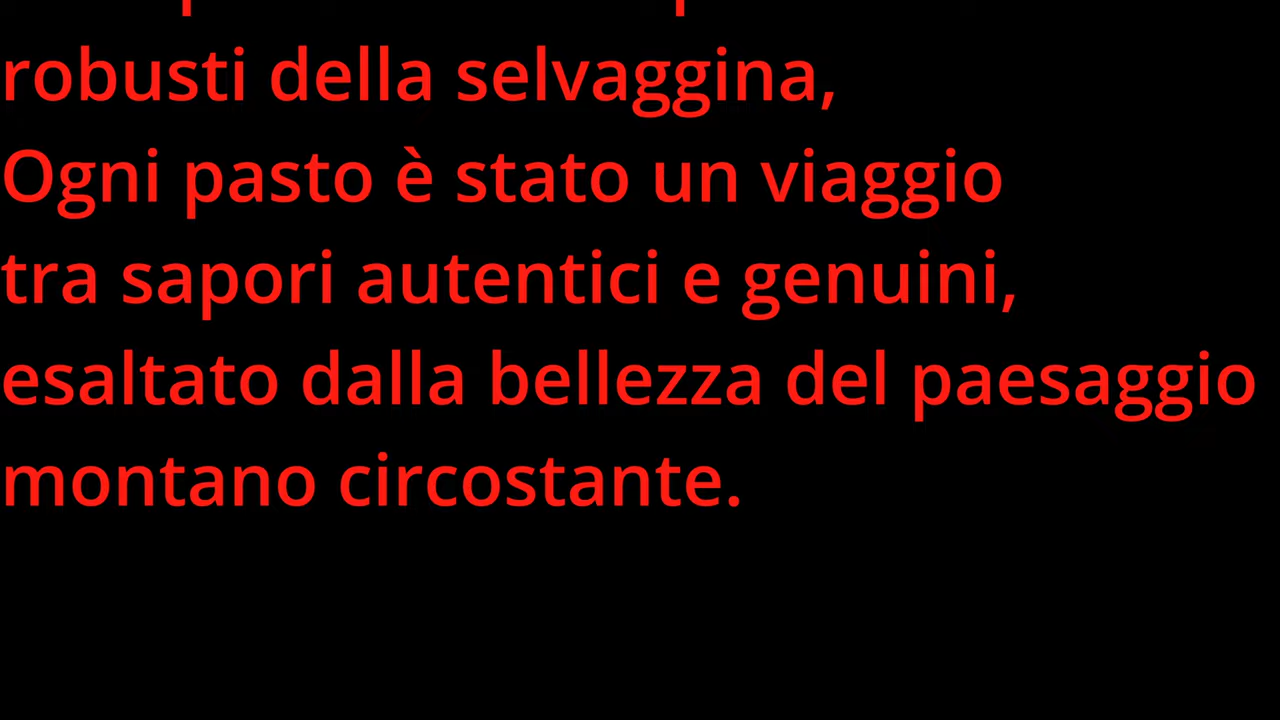 robusti della selvaggina,
Ogni pasto è stato un viaggio
tra sapori autentici e genuini,
esaltato dalla bellezza del paesaggio
montano circostante.